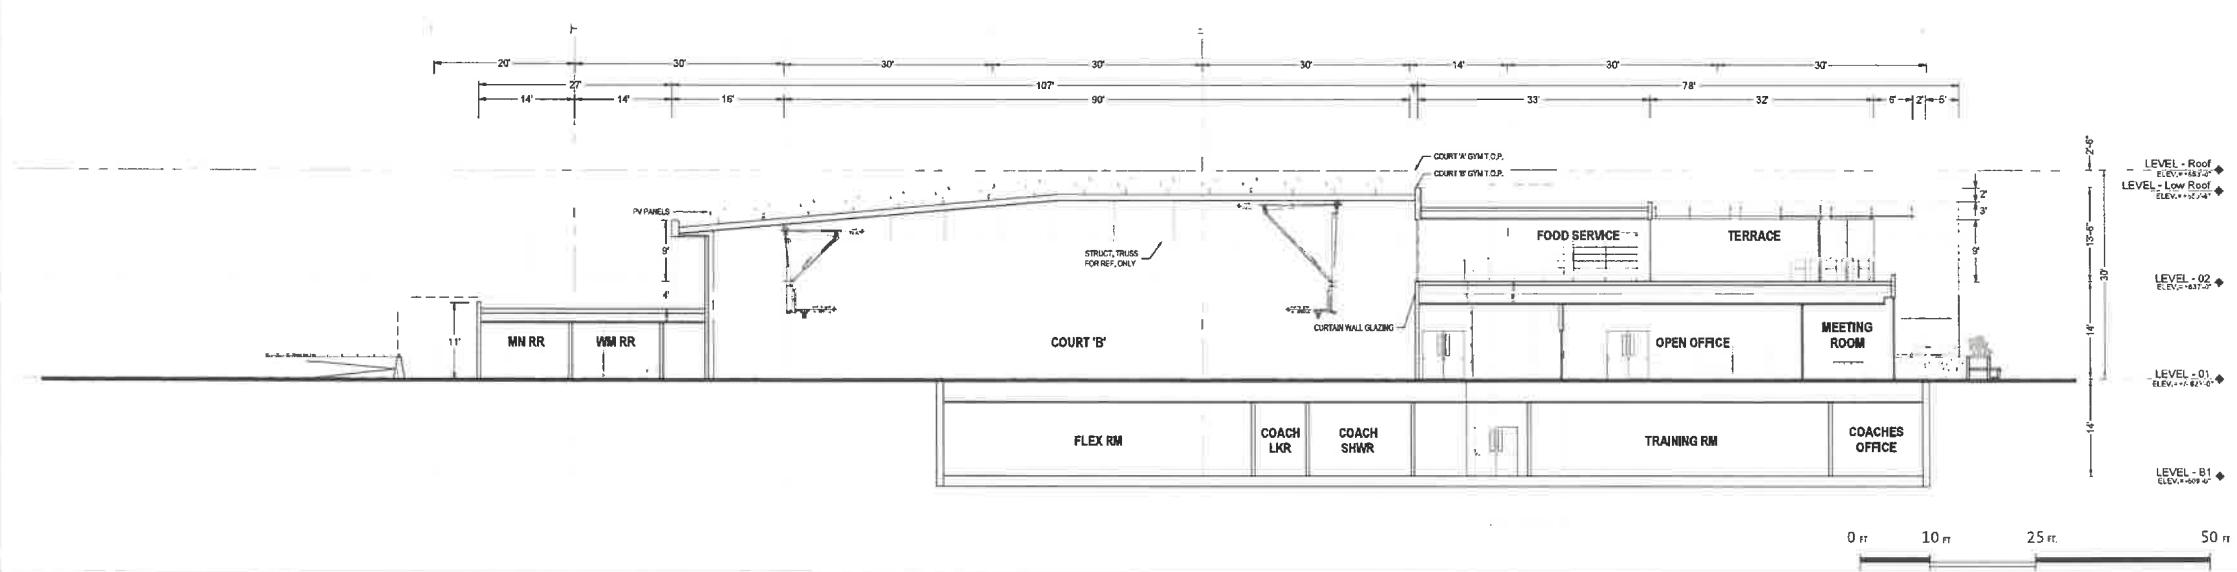 20'
30'
30'
30'
30'
14'
30'
30'
27'
107'
78'
14'
14'
16'
90'
33'
32'
6'
2'
5'
COURT 'A' GYM T.O.P.
COURT 'B' GYM T.O.P.
2'-6"
LEVEL - Roof
LEVEL - Low Roof
2'
3'
PV PANELS
FOOD SERVICE
TERRACE
9'
STRUCT. TRUSS
FOR REF. ONLY
9'
13'-6"
30'
LEVEL - 02
ELEV.= +637'-0"
4'
CURTAIN WALL GLAZING
11'
MN RR
WM RR
COURT 'B'
OPEN OFFICE
MEETING
ROOM
14'
LEVEL - 01
FLEX RM
COACH
LKR
COACH
SHWR
TRAINING RM
COACHES
OFFICE
14'
LEVEL - B1
0 FT
10 FT
25 FT.
50 FT